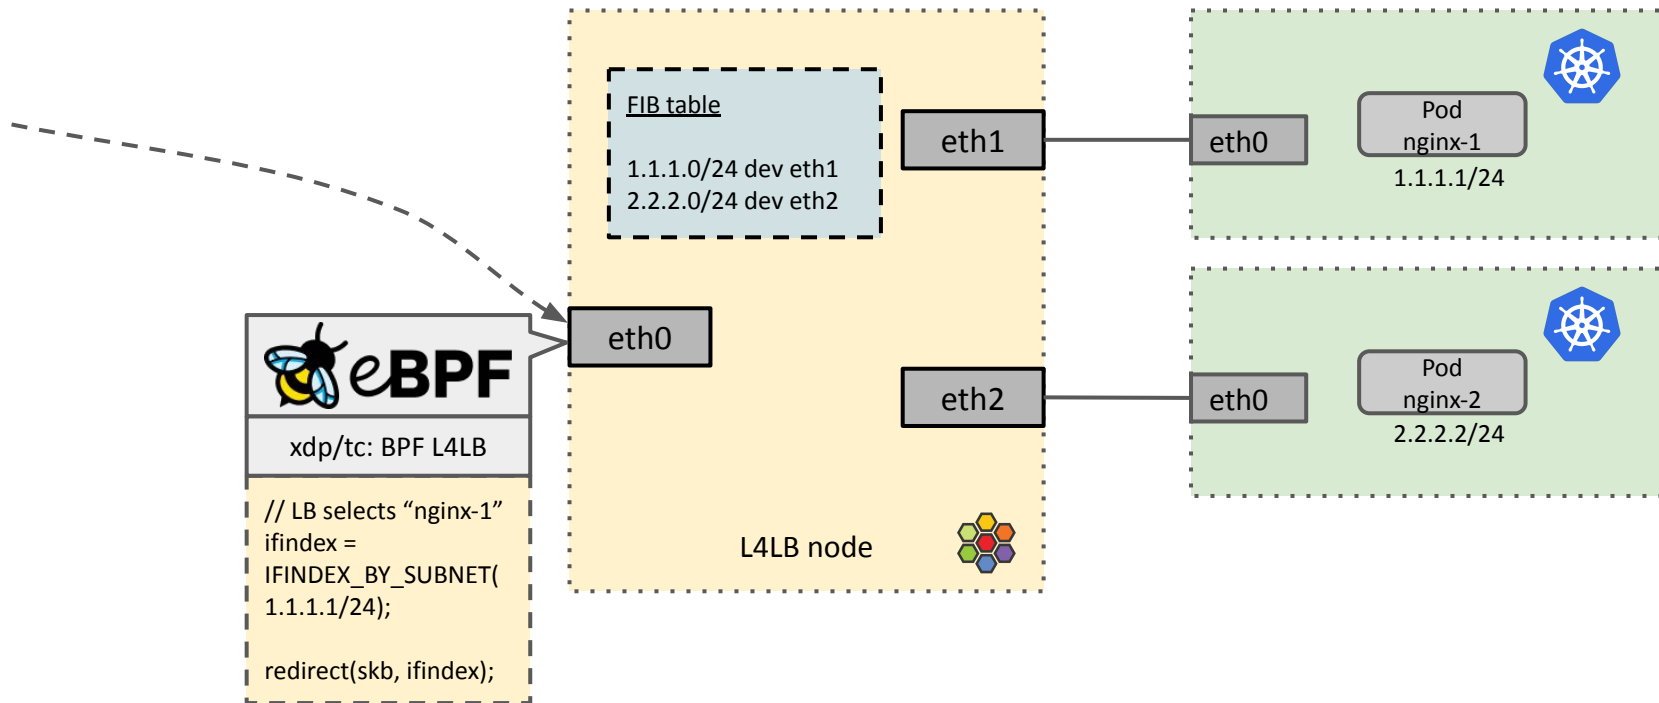 FIB table
1.1.1.0/24 dev eth1
2.2.2.0/24 dev eth2
eth1
eth0
Pod
nginx-1
1.1.1.1/24
eth0
eBPF
xdp/tc: BPF L4LB
// LB selects “nginx-1”
ifindex =
IFINDEX_BY_SUBNET(
1.1.1.1/24);
redirect(skb, ifindex);
eth2
eth0
Pod
nginx-2
2.2.2.2/24
L4LB node